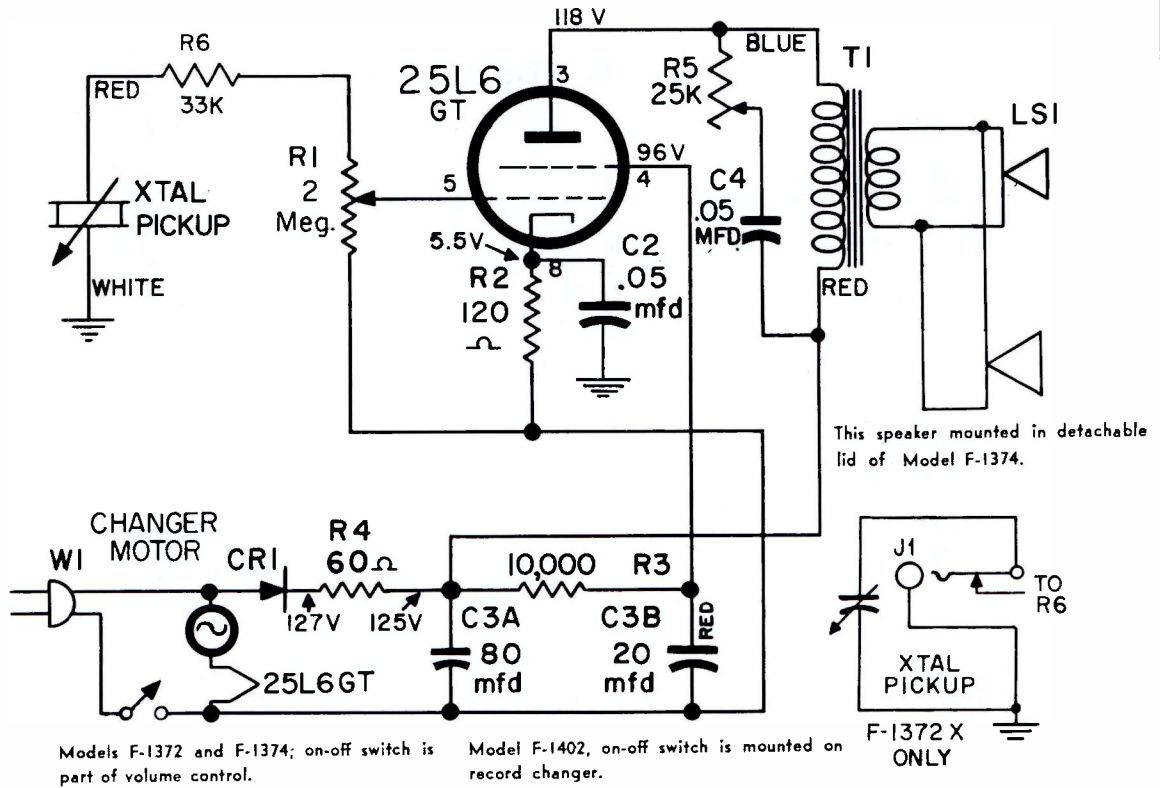 118 V
R6
RED
33K
25L6
GT
3
BLUE
R5
25K
T1
LS1
R1
2
Meg.
XTAL
PICKUP
WHITE
5
96V
4
C4
.05
MFD
5.5V
8
R2
120
Ω
C2
.05
mfd
RED
This speaker mounted in detachable
lid of Model F-1374.
W1
CHANGER
MOTOR
CR1
R4
60Ω
127V
125V
10,000
R3
C3A
80
mfd
C3B
20
mfd
RED
25L6GT
J1
TO
R6
XTAL
PICKUP
F-1372X
ONLY
Models F-1372 and F-1374; on-off switch is
part of volume control.
Model F-1402, on-off switch is mounted on
record changer.